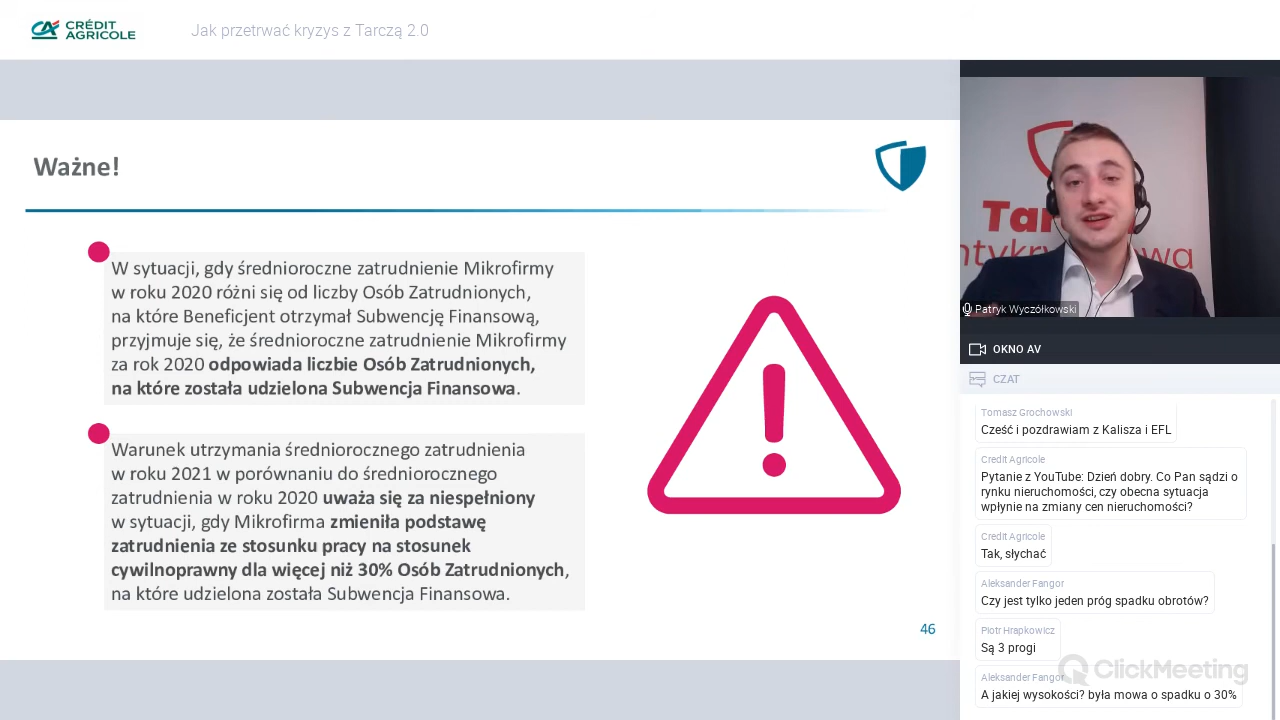 CRÉDIT
AGRICOLE
Jak przetrwać kryzys z Tarczą 2.0
Ważne!
W sytuacji, gdy średnioroczne zatrudnienie Mikrofirmy
w roku 2020 różni się od liczby Osób Zatrudnionych,
na które Beneficjent otrzymał Subwencję Finansową,
przyjmuje się, że średnioroczne zatrudnienie Mikrofirmy
za rok 2020 odpowiada liczbie Osób Zatrudnionych,
na które została udzielona Subwencja Finansowa.
Warunek utrzymania średniorocznego zatrudnienia
w roku 2021 w porównaniu do średniorocznego
zatrudnienia w roku 2020 uważa się za niespełniony
w sytuacji, gdy Mikrofirma zmieniła podstawę
zatrudnienia ze stosunku pracy na stosunek
cywilnoprawny dla więcej niż 30% Osób Zatrudnionych,
na które udzielona została Subwencja Finansowa.
46
Patryk Wyczółkowski
OKNO AV
CZAT
Tomasz Grochowski
Cześć i pozdrawiam z Kalisza i EFL
Credit Agricole
Pytanie z YouTube: Dzień dobry. Co Pan sądzi o
rynku nieruchomości, czy obecna sytuacja
wpłynie na zmiany cen nieruchomości?
Credit Agricole
Tak, słychać
Aleksander Fangor
Czy jest tylko jeden próg spadku obrotów?
Piotr Hrapkowicz
Są 3 progi
Aleksander Fangor
A jakiej wysokości? była mowa o spadku o 30%
ClickMeeting